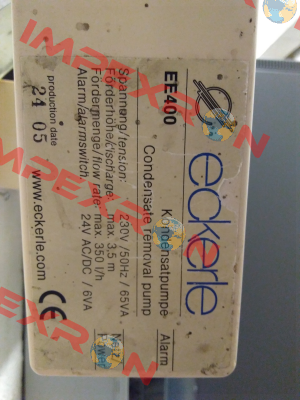 eckerle
Kondensatpumpe
EE400 Condensate removal pump
Alarm
Spannung/tension: 230V /50Hz / 65VA
Förderhöhe/discharge max. 3,5 m
Fördermenge/flow rate: max. 350 l/h
Alarm/alarmswitch 24V AC/DC / 6VA
production date
24 05
www.eckerle.com
CE
IMPEXRON
IMPEXRON
IMPEXRON